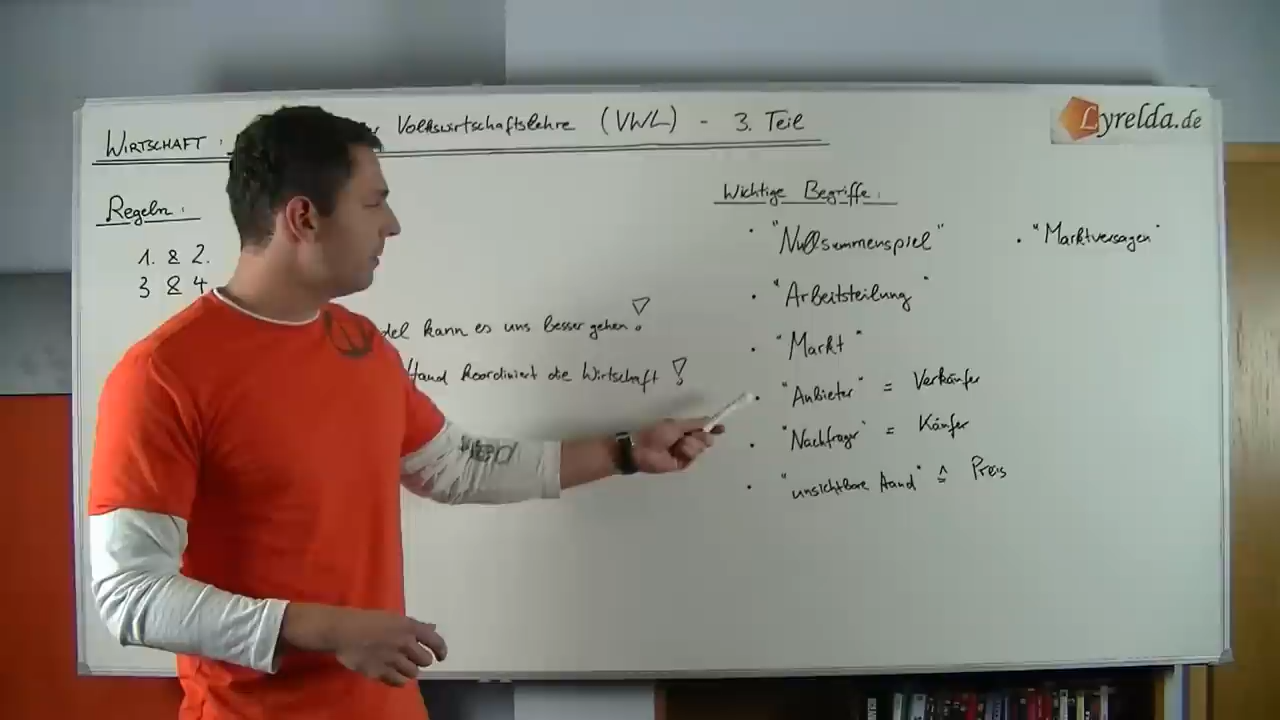 WIRTSCHAFT: Volkswirtschaftslehre (VWL) - 3. Teil
Lyrelda.de
Regeln:
1. & 2.
3 & 4
del kann es uns besser gehen!
Hand koordiniert die Wirtschaft!
Wichtige Begriffe:
• "Nullsummenspiel"
• "Arbeitsteilung"
• "Markt"
• "Anbieter" = Verkäufer
• "Nachfrager" = Käufer
• "unsichtbare Hand" ≙ Preis
• "Marktversagen"